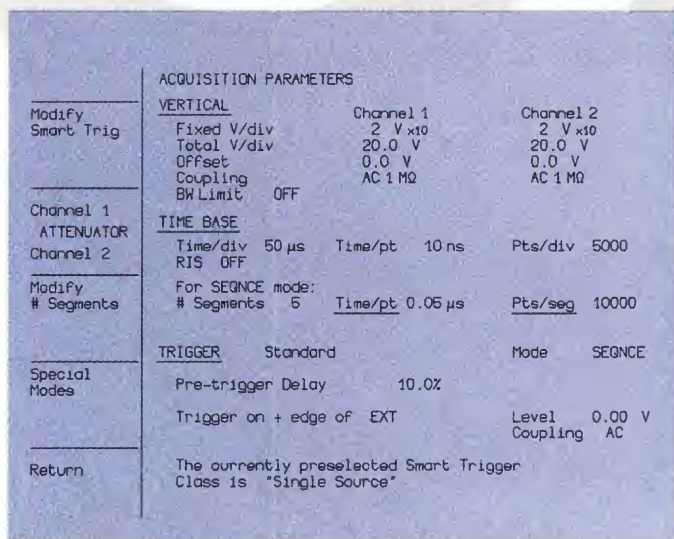 ACQUISITION PARAMETERS
Modify
Smart Trig
VERTICAL Channel 1 Channel 2
Fixed V/div 2 V x10 2 V x10
Total V/div 20.0 V 20.0 V
Offset 0.0 V 0.0 V
Coupling AC 1 MΩ AC 1 MΩ
BW Limit OFF
Channel 1
ATTENUATOR
Channel 2
TIME BASE
Time/div 50 µs Time/pt 10 ns Pts/div 5000
RIS OFF
Modify
# Segments
For SEQNCE mode:
# Segments 5 Time/pt 0.05 µs Pts/seg 10000
TRIGGER Standard Mode SEQNCE
Special
Modes
Pre-trigger Delay 10.0%
Trigger on + edge of EXT Level 0.00 V
Coupling AC
Return
The currently preselected Smart Trigger
Class is "Single Source"